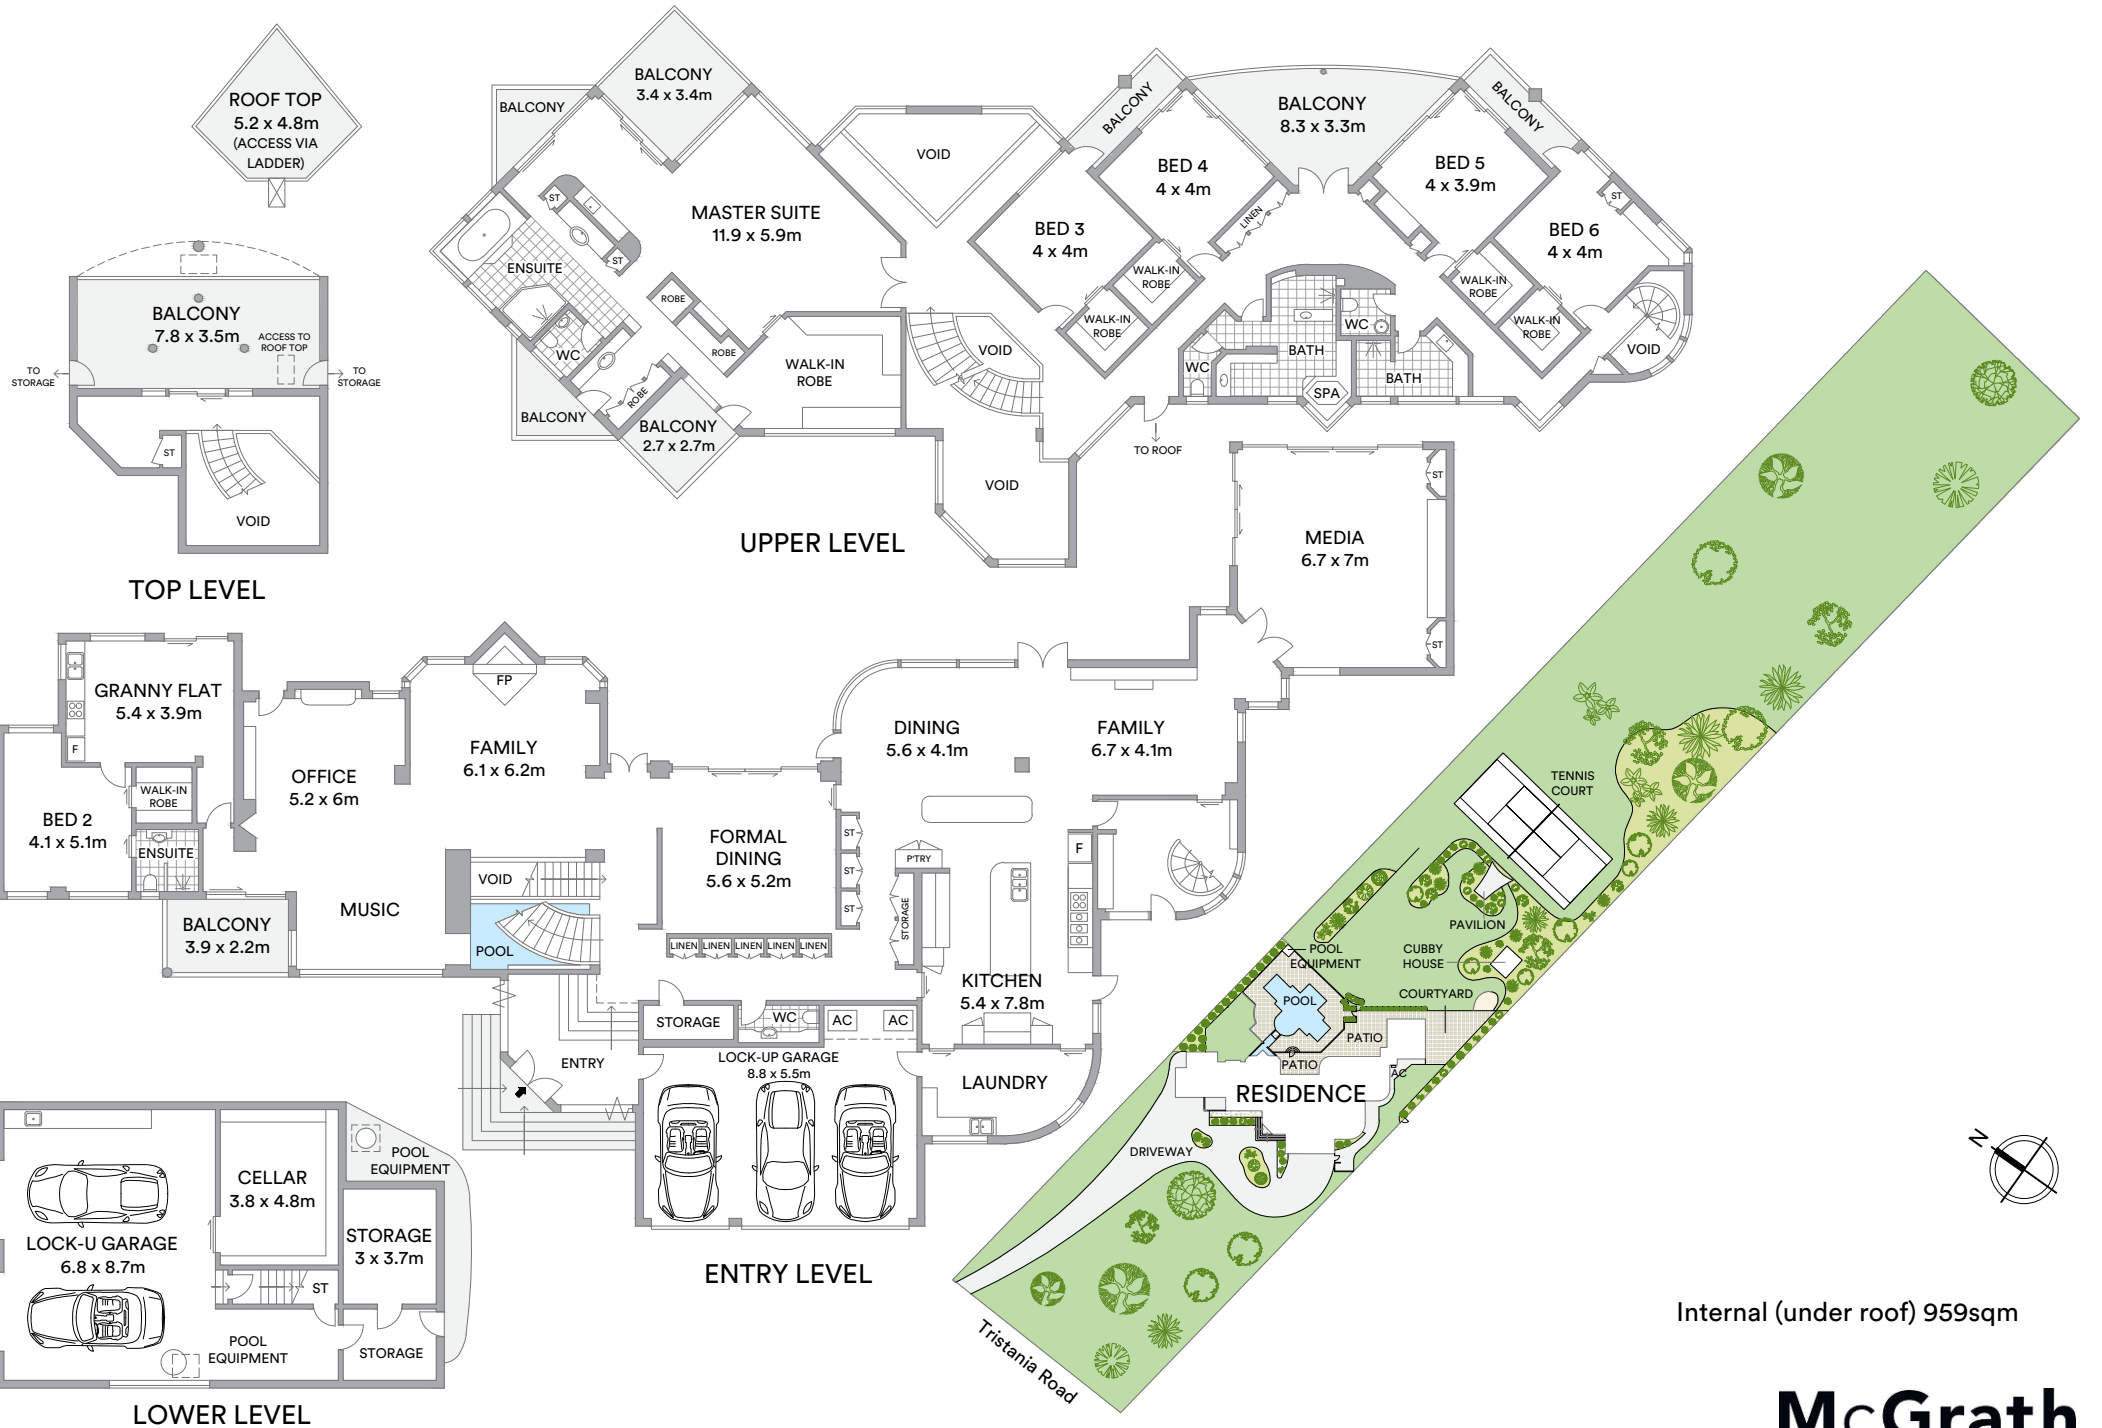 ROOF TOP
5.2 x 4.8m
(ACCESS VIA
LADDER)
BALCONY
7.8 x 3.5m
ACCESS TO
ROOF TOP
TO
STORAGE
TO
STORAGE
ST
VOID
TOP LEVEL
BALCONY
BALCONY
3.4 x 3.4m
MASTER SUITE
11.9 x 5.9m
ST
ST
ENSUITE
WC
ROBE
ROBE
ROBE
WALK-IN
ROBE
BALCONY
BALCONY
2.7 x 2.7m
VOID
VOID
VOID
BALCONY
BED 3
4 x 4m
BED 4
4 x 4m
WALK-IN
ROBE
WALK-IN
ROBE
LINEN
BALCONY
8.3 x 3.3m
BALCONY
BED 5
4 x 3.9m
BED 6
4 x 4m
ST
WALK-IN
ROBE
WALK-IN
ROBE
VOID
WC
WC
BATH
BATH
SPA
TO ROOF
UPPER LEVEL
MEDIA
6.7 x 7m
ST
ST
GRANNY FLAT
5.4 x 3.9m
F
BED 2
4.1 x 5.1m
WALK-IN
ROBE
ENSUITE
BALCONY
3.9 x 2.2m
OFFICE
5.2 x 6m
MUSIC
FP
FAMILY
6.1 x 6.2m
VOID
POOL
FORMAL
DINING
5.6 x 5.2m
ST
ST
ST
LINEN
LINEN
LINEN
LINEN
LINEN
DINING
5.6 x 4.1m
FAMILY
6.7 x 4.1m
P'TRY
STORAGE
F
KITCHEN
5.4 x 7.8m
STORAGE
WC
AC
AC
ENTRY
LOCK-UP GARAGE
8.8 x 5.5m
LAUNDRY
ENTRY LEVEL
LOCK-U GARAGE
6.8 x 8.7m
CELLAR
3.8 x 4.8m
POOL
EQUIPMENT
STORAGE
3 x 3.7m
ST
POOL
EQUIPMENT
STORAGE
LOWER LEVEL
TENNIS
COURT
PAVILION
CUBBY
HOUSE
COURTYARD
POOL
EQUIPMENT
POOL
PATIO
PATIO
AC
RESIDENCE
DRIVEWAY
Tristania Road
N
Internal (under roof) 959sqm
McGrath